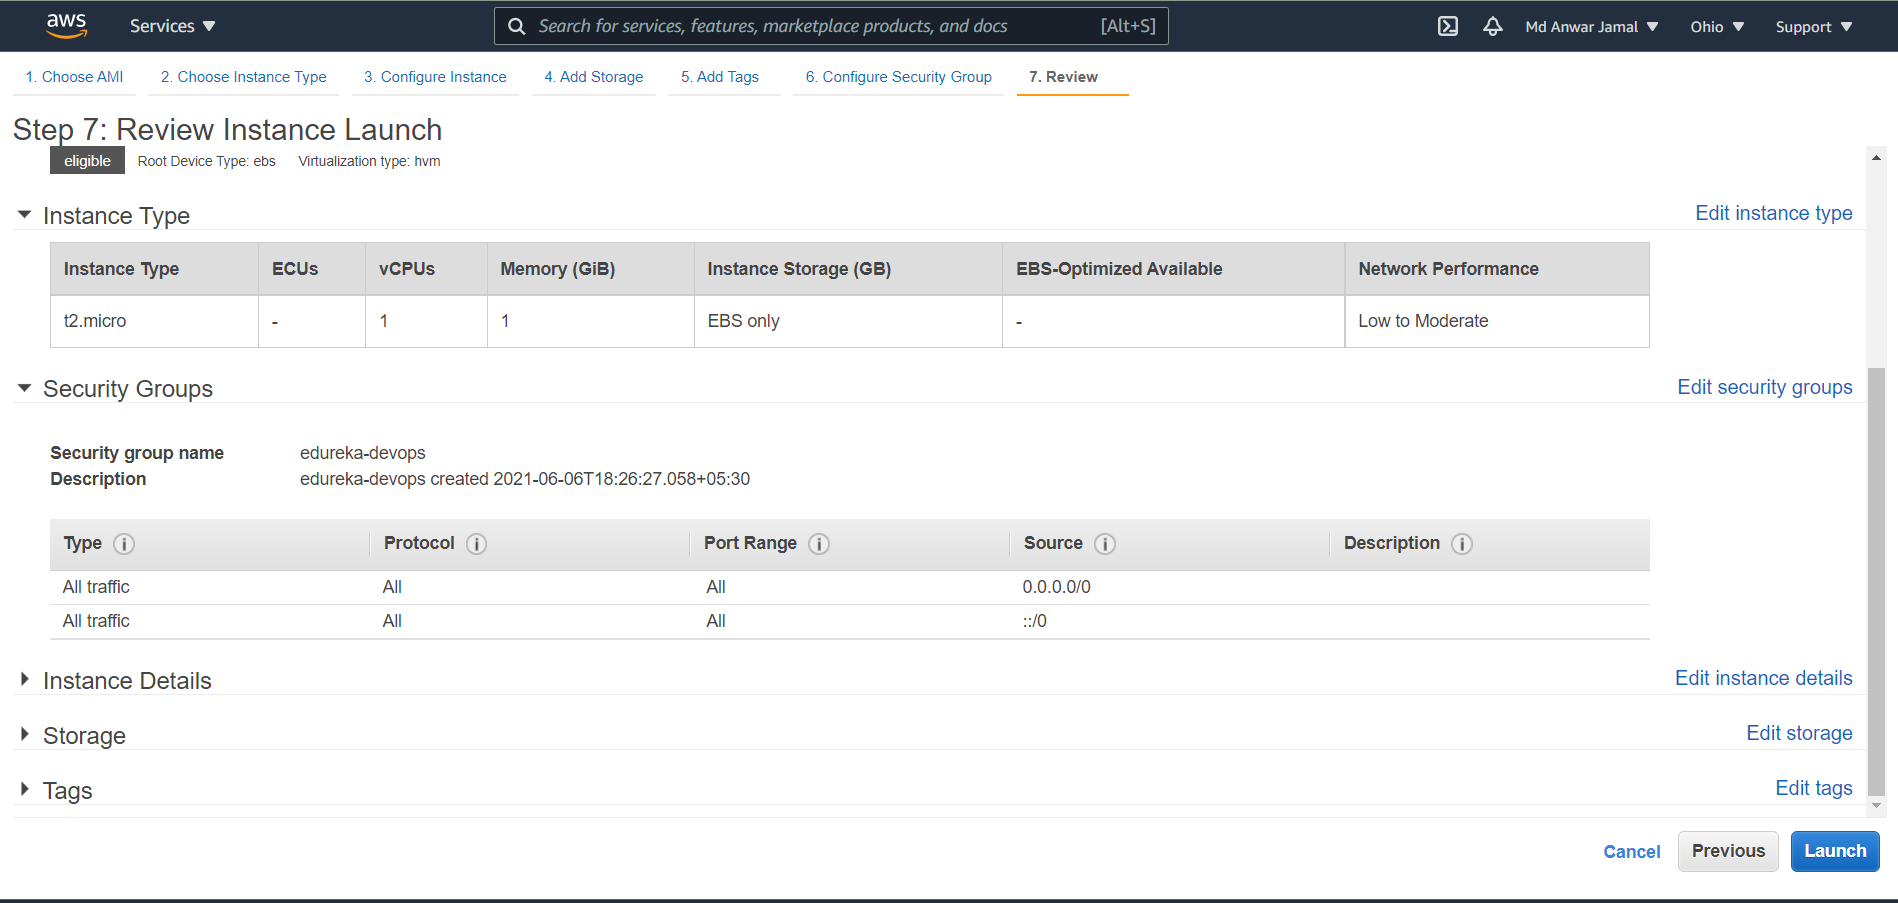 aws Services Search for services, features, marketplace products, and docs [Alt+S] Md Anwar Jamal Ohio Support
1. Choose AMI 2. Choose Instance Type 3. Configure Instance 4. Add Storage 5. Add Tags 6. Configure Security Group 7. Review
Step 7: Review Instance Launch
eligible Root Device Type: ebs Virtualization type: hvm
Instance Type Edit instance type
Instance Type ECUs vCPUs Memory (GiB) Instance Storage (GB) EBS-Optimized Available Network Performance
t2.micro - 1 1 EBS only - Low to Moderate
Security Groups Edit security groups
Security group name edureka-devops
Description edureka-devops created 2021-06-06T18:26:27.058+05:30
Type Protocol Port Range Source Description
All traffic All All 0.0.0.0/0
All traffic All All ::/0
Instance Details Edit instance details
Storage Edit storage
Tags Edit tags
Cancel Previous Launch